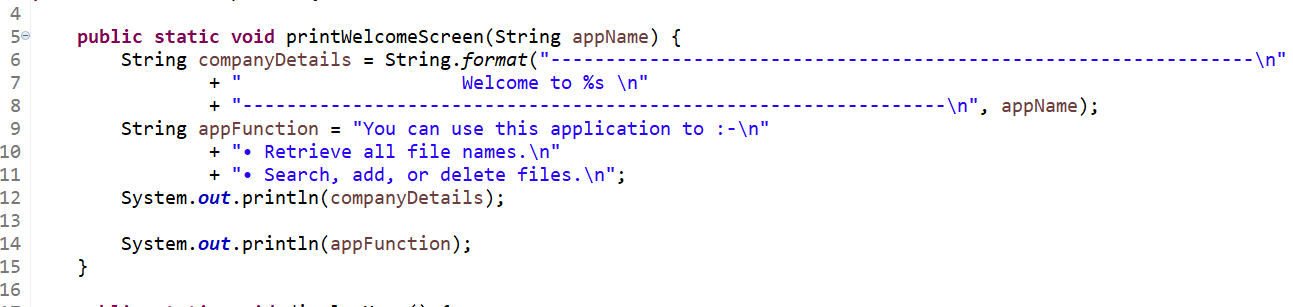 4
5 public static void printWelcomeScreen(String appName) {
6 String companyDetails = String.format("----------------------------------------------------------------\n"
7 + "                    Welcome to %s \n"
8 + "----------------------------------------------------------------\n", appName);
9 String appFunction = "You can use this application to :-\n"
10 + "• Retrieve all file names.\n"
11 + "• Search, add, or delete files.\n";
12 System.out.println(companyDetails);
13
14 System.out.println(appFunction);
15 }
16